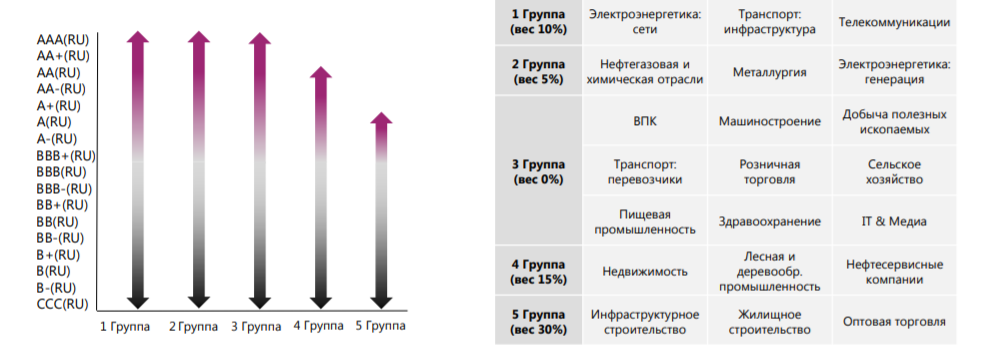 AAA(RU)
AA+(RU)
AA(RU)
AA-(RU)
A+(RU)
A(RU)
A-(RU)
BBB+(RU)
BBB(RU)
BBB-(RU)
BB+(RU)
BB(RU)
BB-(RU)
B+(RU)
B(RU)
B-(RU)
CCC(RU)
1 Группа
2 Группа
3 Группа
4 Группа
5 Группа
1 Группа
(вес 10%)
Электроэнергетика:
сети
Транспорт:
инфраструктура
Телекоммуникации
2 Группа
(вес 5%)
Нефтегазовая и
химическая отрасли
Металлургия
Электроэнергетика:
генерация
3 Группа
(вес 0%)
ВПК
Машиностроение
Добыча полезных
ископаемых
Транспорт:
перевозчики
Розничная
торговля
Сельское
хозяйство
Пищевая
промышленность
Здравоохранение
IT & Медиа
4 Группа
(вес 15%)
Недвижимость
Лесная и
деревообр.
промышленность
Нефтесервисные
компании
5 Группа
(вес 30%)
Инфраструктурное
строительство
Жилищное
строительство
Оптовая торговля